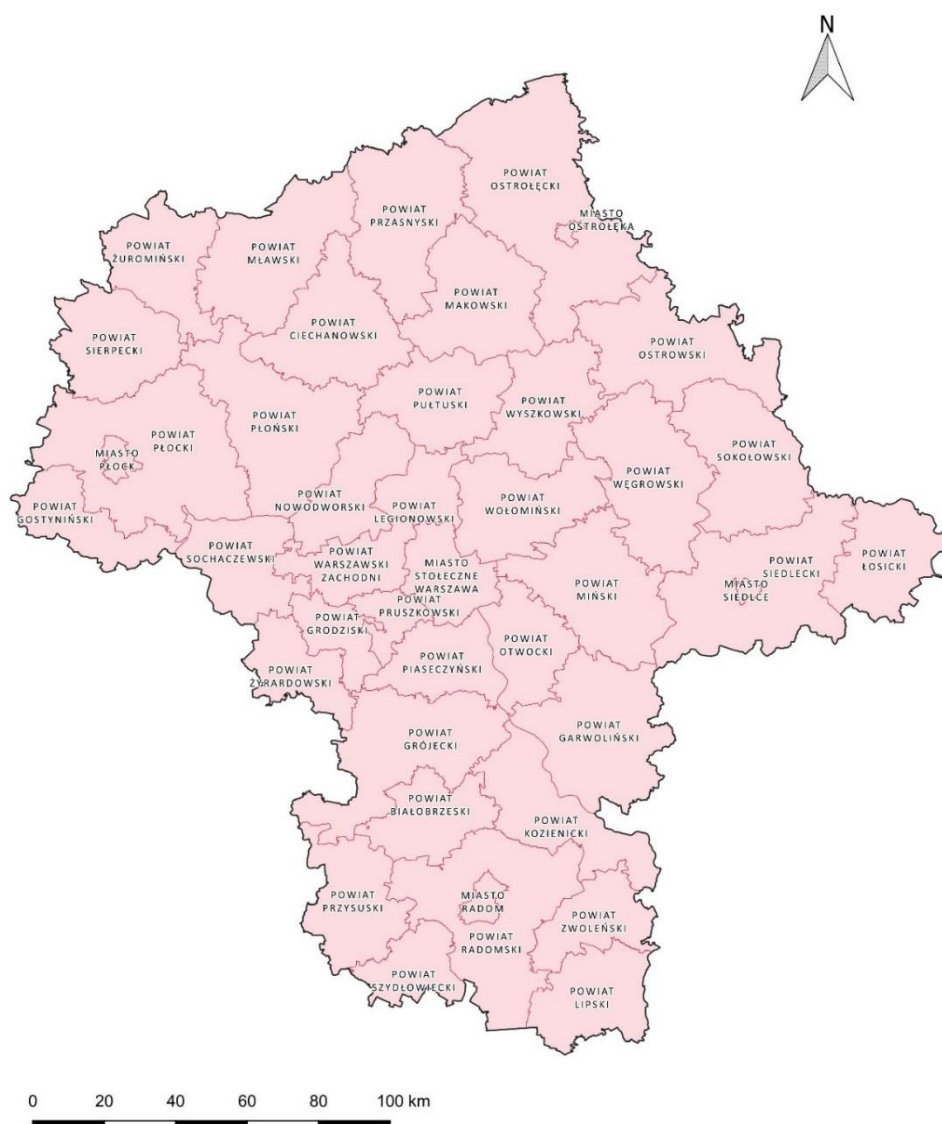 N
POWIAT
OSTROŁĘCKI
MIASTO
OSTROŁĘKA
POWIAT
PRZASNYSKI
POWIAT
ŻUROMIŃSKI
POWIAT
MŁAWSKI
POWIAT
MAKOWSKI
POWIAT
CIECHANOWSKI
POWIAT
SIERPECKI
POWIAT
OSTROWSKI
POWIAT
PUŁTUSKI
POWIAT
WYSZKOWSKI
POWIAT
PŁOŃSKI
POWIAT
PŁOCKI
MIASTO
PŁOCK
POWIAT
SOKOŁOWSKI
POWIAT
WĘGROWSKI
POWIAT
GOSTYNIŃSKI
POWIAT
NOWODWORSKI
POWIAT
LEGIONOWSKI
POWIAT
WOŁOMIŃSKI
POWIAT
SOCHACZEWSKI
POWIAT
WARSZAWSKI
ZACHODNI
MIASTO
STOŁECZNE
WARSZAWA
POWIAT
MIŃSKI
POWIAT
SIEDLECKI
MIASTO
SIEDLCE
POWIAT
ŁOSICKI
POWIAT
PRUSZKOWSKI
POWIAT
GRODZISKI
POWIAT
OTWOCKI
POWIAT
PIASECZYŃSKI
POWIAT
ŻYRARDOWSKI
POWIAT
GARWOLIŃSKI
POWIAT
GRÓJECKI
POWIAT
BIAŁOBRZESKI
POWIAT
KOZIENICKI
POWIAT
PRZYSUSKI
MIASTO
RADOM
POWIAT
ZWOLEŃSKI
POWIAT
RADOMSKI
POWIAT
SZYDŁOWIECKI
POWIAT
LIPSKI
0 20 40 60 80 100 km